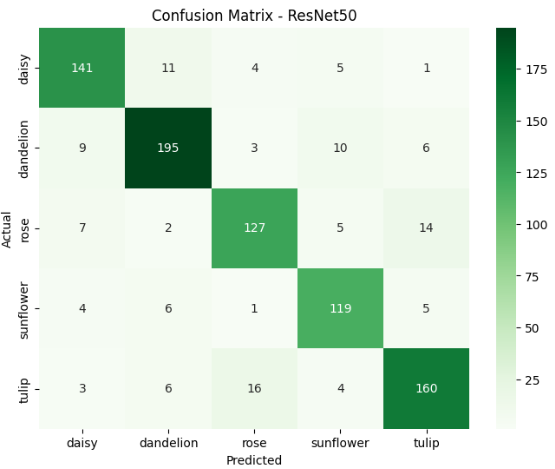 Confusion Matrix - ResNet50
daisy 141 11 4 5 1
dandelion 9 195 3 10 6
rose 7 2 127 5 14
sunflower 4 6 1 119 5
tulip 3 6 16 4 160
Actual
daisy dandelion rose sunflower tulip
Predicted
175
150
125
100
75
50
25